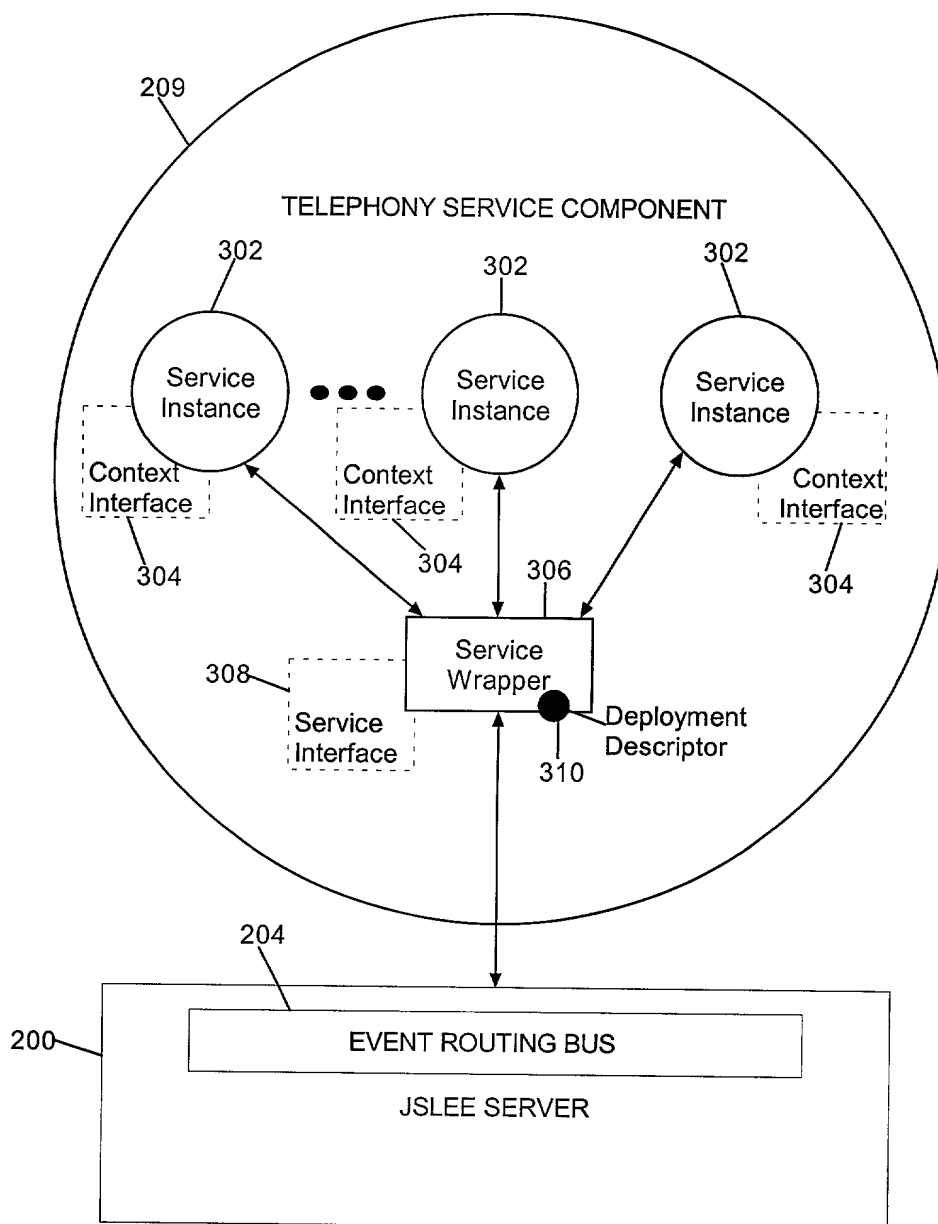 209
TELEPHONY SERVICE COMPONENT
302
302
302
Service
Instance
Service
Instance
Service
Instance
Context
Interface
Context
Interface
Context
Interface
304
304
304
306
Service
Wrapper
308
Service
Interface
Deployment
Descriptor
310
204
200
EVENT ROUTING BUS
JSLEE SERVER